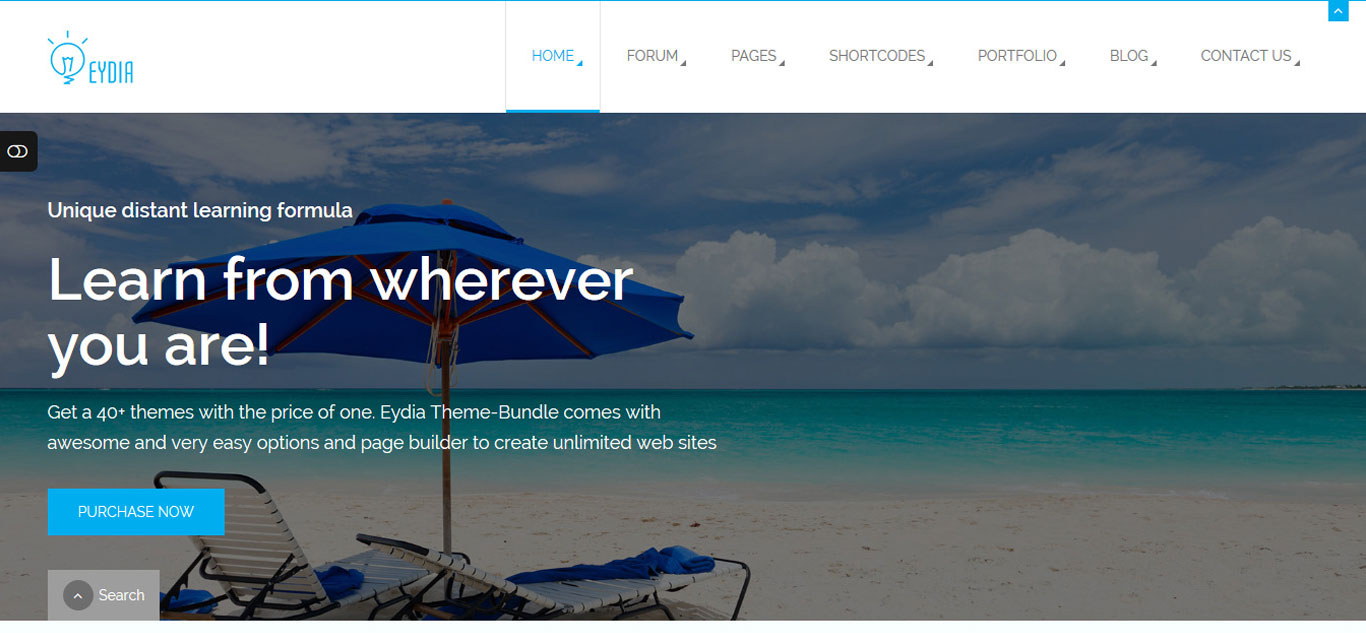 EYDIA
HOME
FORUM
PAGES
SHORTCODES
PORTFOLIO
BLOG
CONTACT US
Unique distant learning formula
Learn from wherever
you are!
Get a 40+ themes with the price of one. Eydia Theme-Bundle comes with
awesome and very easy options and page builder to create unlimited web sites
PURCHASE NOW
Search